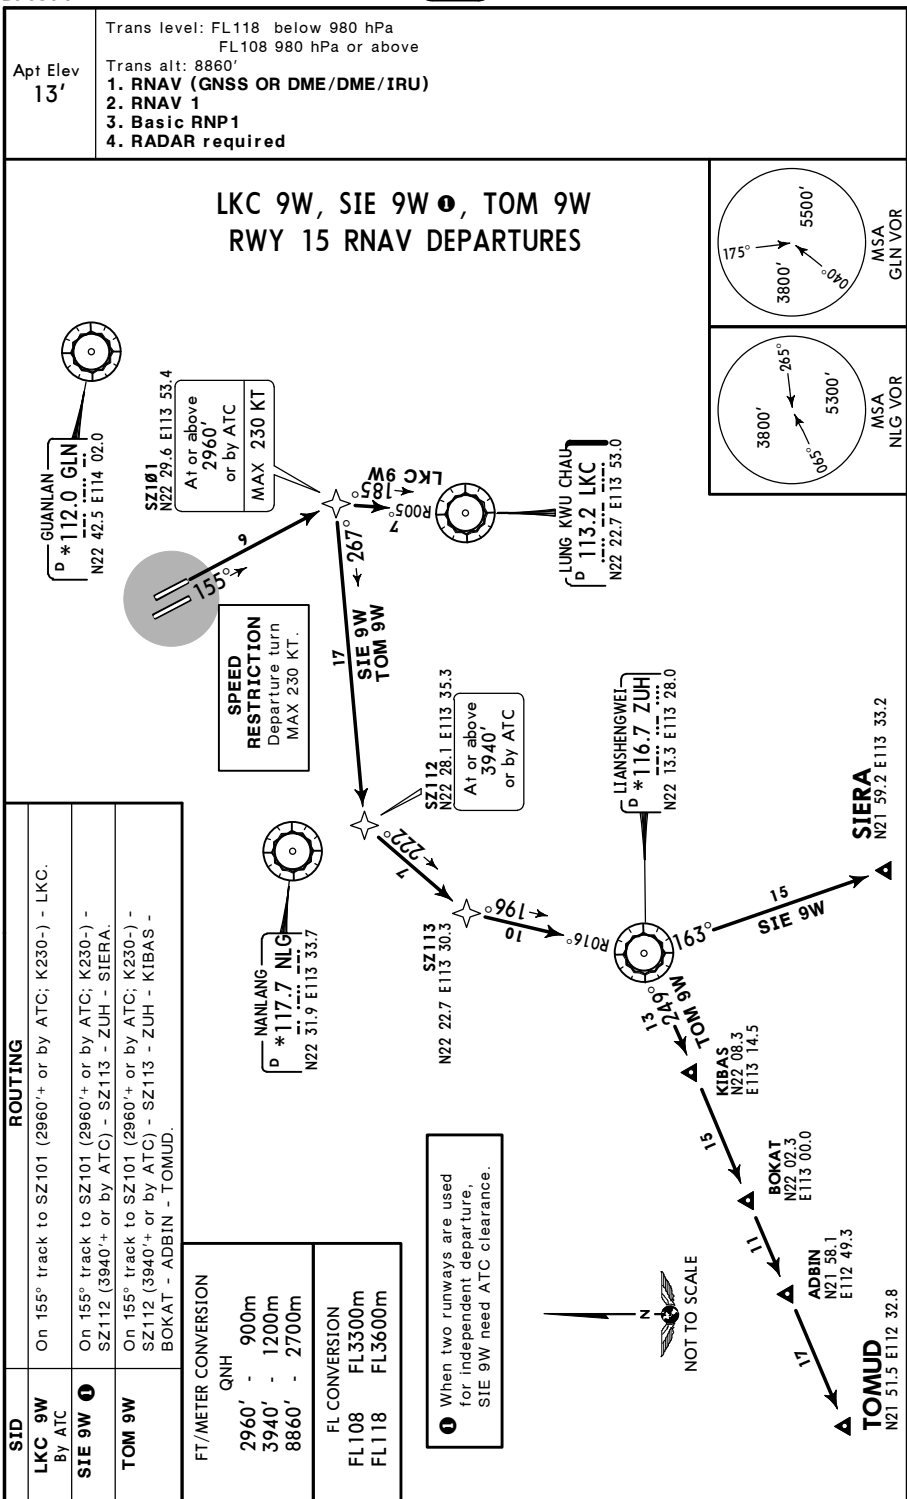 Apt Elev
13'
Trans level: FL118 below 980 hPa
FL108 980 hPa or above
Trans alt: 8860'
1. RNAV (GNSS OR DME/DME/IRU)
2. RNAV 1
3. Basic RNP1
4. RADAR required
LKC 9W, SIE 9W ❶, TOM 9W
RWY 15 RNAV DEPARTURES
175°
5500'
3800'
040°
MSA
GLN VOR
265°
3800'
5300'
065°
MSA
NLG VOR
GUANLAN
D *112.0 GLN
N22 42.5 E114 02.0
SZ101
N22 29.6 E113 53.4
At or above
2960'
or by ATC
MAX 230 KT
LKC
9W
185°
R005°
7
LUNG KWU CHAU
D 113.2 LKC
N22 22.7 E113 53.0
9
155°
SPEED
RESTRICTION
Departure turn
MAX 230 KT.
267°
17
SIE 9W
TOM 9W
SZ112
N22 28.1 E113 35.3
At or above
3940'
or by ATC
NANLANG
D *117.7 NLG
N22 31.9 E113 33.7
222°
7
SZ113
N22 22.7 E113 30.3
196°
10
R016°
LIANSHENGWEI
D *116.7 ZUH
N22 13.3 E113 28.0
163°
15
SIE 9W
SIERA
N21 59.2 E113 33.2
249°
13
TOM 9W
KIBAS
N22 08.3
E113 14.5
15
BOKAT
N22 02.3
E113 00.0
11
ADBIN
N21 58.1
E112 49.3
17
TOMUD
N21 51.5 E112 32.8
N
NOT TO SCALE
❶ When two runways are used
for independent departure,
SIE 9W need ATC clearance.
SID
ROUTING
LKC 9W
By ATC
On 155° track to SZ101 (2960'+ or by ATC; K230-) - LKC.
SIE 9W ❶
On 155° track to SZ101 (2960'+ or by ATC; K230-) -
SZ112 (3940'+ or by ATC) - SZ113 - ZUH - SIERA.
TOM 9W
On 155° track to SZ101 (2960'+ or by ATC; K230-) -
SZ112 (3940'+ or by ATC) - SZ113 - ZUH - KIBAS -
BOKAT - ADBIN - TOMUD.
FT/METER CONVERSION
QNH
2960' - 900m
3940' - 1200m
8860' - 2700m
FL CONVERSION
FL108 FL3300m
FL118 FL3600m